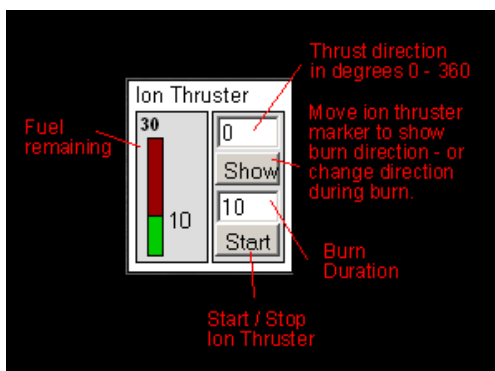 Thrust direction
in degrees 0 - 360
Ion Thruster
Fuel
remaining
30
0
Show
10
10
Start
Move ion thruster
marker to show
burn direction - or
change direction
during burn.
Burn
Duration
Start / Stop
Ion Thruster